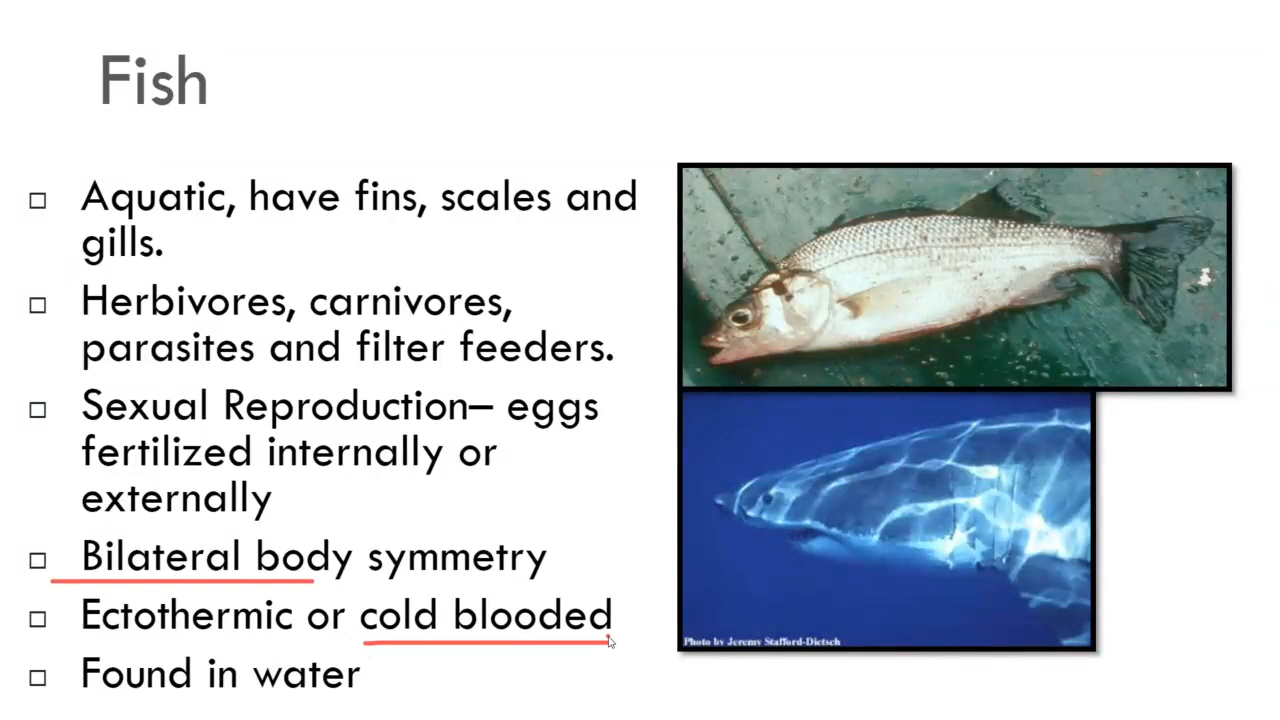 Fish
□ Aquatic, have fins, scales and
gills.
□ Herbivores, carnivores,
parasites and filter feeders.
□ Sexual Reproduction– eggs
fertilized internally or
externally
□ Bilateral body symmetry
□ Ectothermic or cold blooded
□ Found in water
Photo by Jeremy Stafford-Dietsch